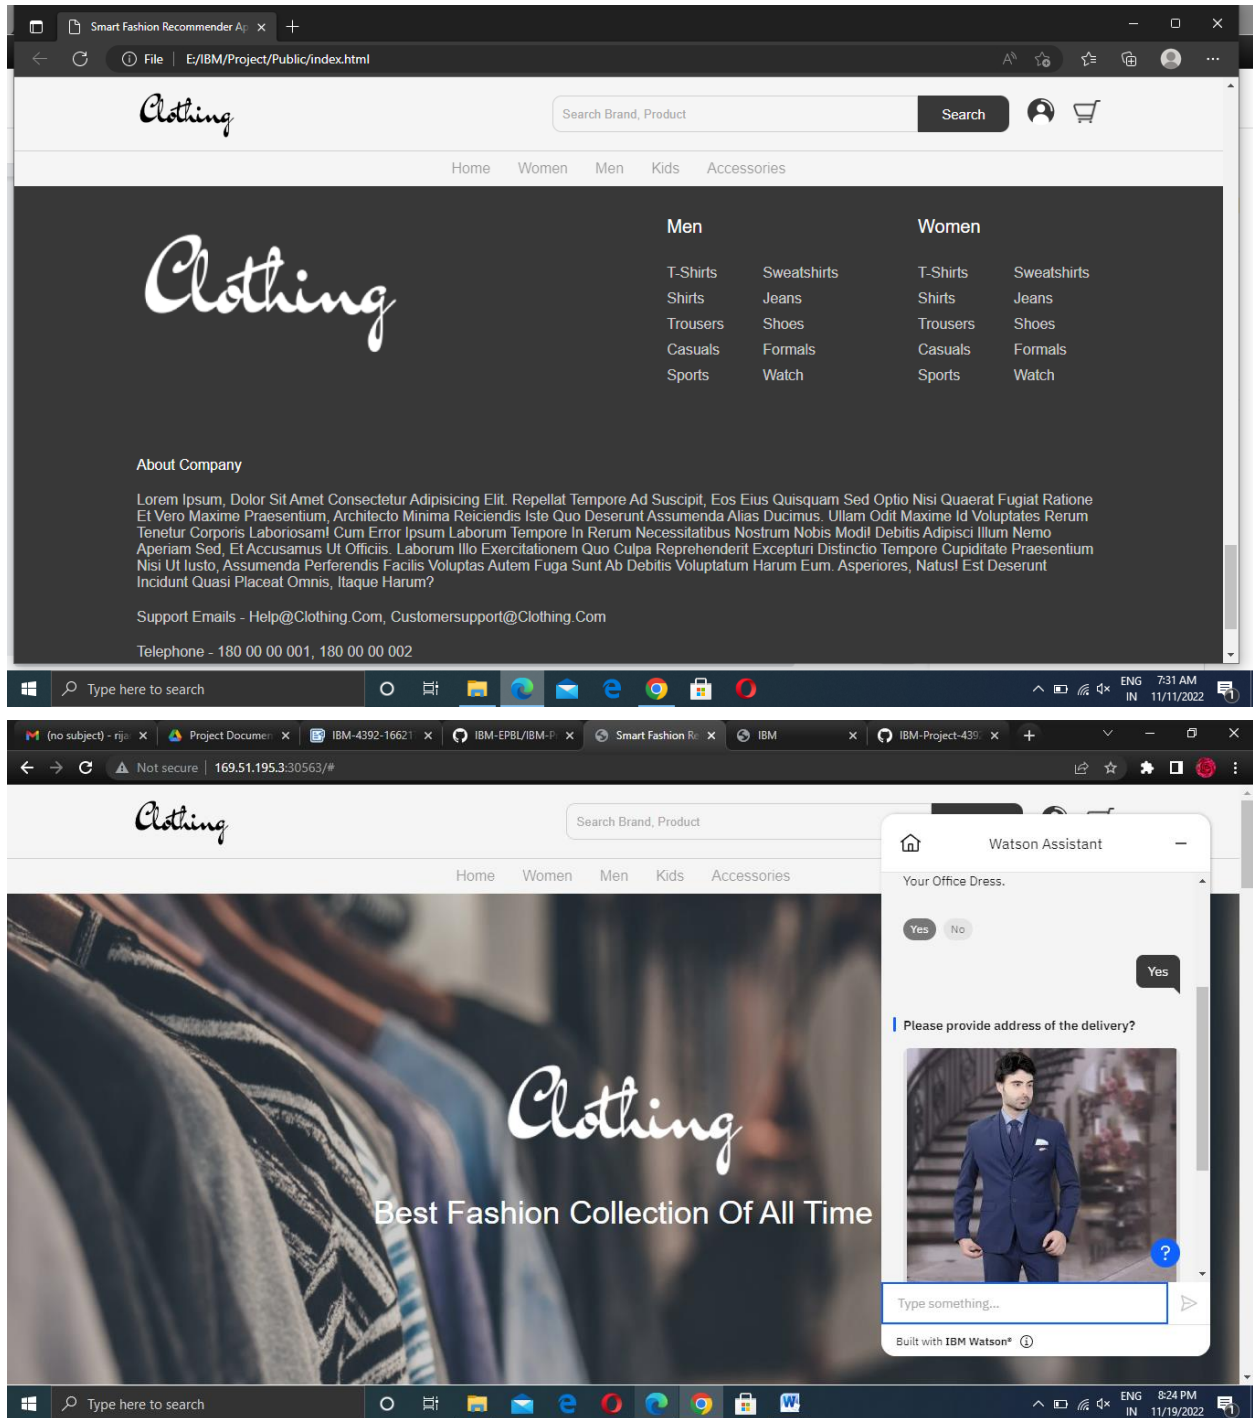 Smart Fashion Recommender Ap
File E:/IBM/Project/Public/index.html
Clothing
Search Brand, Product
Search
Home Women Men Kids Accessories
Clothing
Men Women
T-Shirts Sweatshirts T-Shirts Sweatshirts
Shirts Jeans Shirts Jeans
Trousers Shoes Trousers Shoes
Casuals Formals Casuals Formals
Sports Watch Sports Watch
About Company
Lorem Ipsum, Dolor Sit Amet Consectetur Adipisicing Elit. Repellat Tempore Ad Suscipit, Eos Eius Quisquam Sed Optio Nisi Quaerat Fugiat Ratione
Et Vero Maxime Praesentium, Architecto Minima Reiciendis Iste Quo Deserunt Assumenda Alias Ducimus. Ullam Odit Maxime Id Voluptates Rerum
Tenetur Corporis Laboriosam! Cum Error Ipsum Laborum Tempore In Rerum Necessitatibus Nostrum Nobis Modi! Debitis Adipisci Illum Nemo
Aperiam Sed, Et Accusamus Ut Officiis. Laborum Illo Exercitationem Quo Culpa Reprehenderit Excepturi Distinctio Tempore Cupiditate Praesentium
Nisi Ut Iusto, Assumenda Perferendis Facilis Voluptas Autem Fuga Sunt Ab Debitis Voluptatum Harum Eum. Asperiores, Natus! Est Deserunt
Incidunt Quasi Placeat Omnis, Itaque Harum?
Support Emails - Help@Clothing.Com, Customersupport@Clothing.Com
Telephone - 180 00 00 001, 180 00 00 002
Type here to search
ENG 7:31 AM
IN 11/11/2022
(no subject) - rija Project Documen IBM-4392-16621 IBM-EPBL/IBM-P Smart Fashion Re IBM IBM-Project-439
Not secure 169.51.195.3:30563/#
Clothing
Search Brand, Product
Home Women Men Kids Accessories
Watson Assistant
Your Office Dress.
Yes No
Yes
Please provide address of the delivery?
Clothing
Best Fashion Collection Of All Time
?
Type something...
Built with IBM Watson®
Type here to search
ENG 8:24 PM
IN 11/19/2022